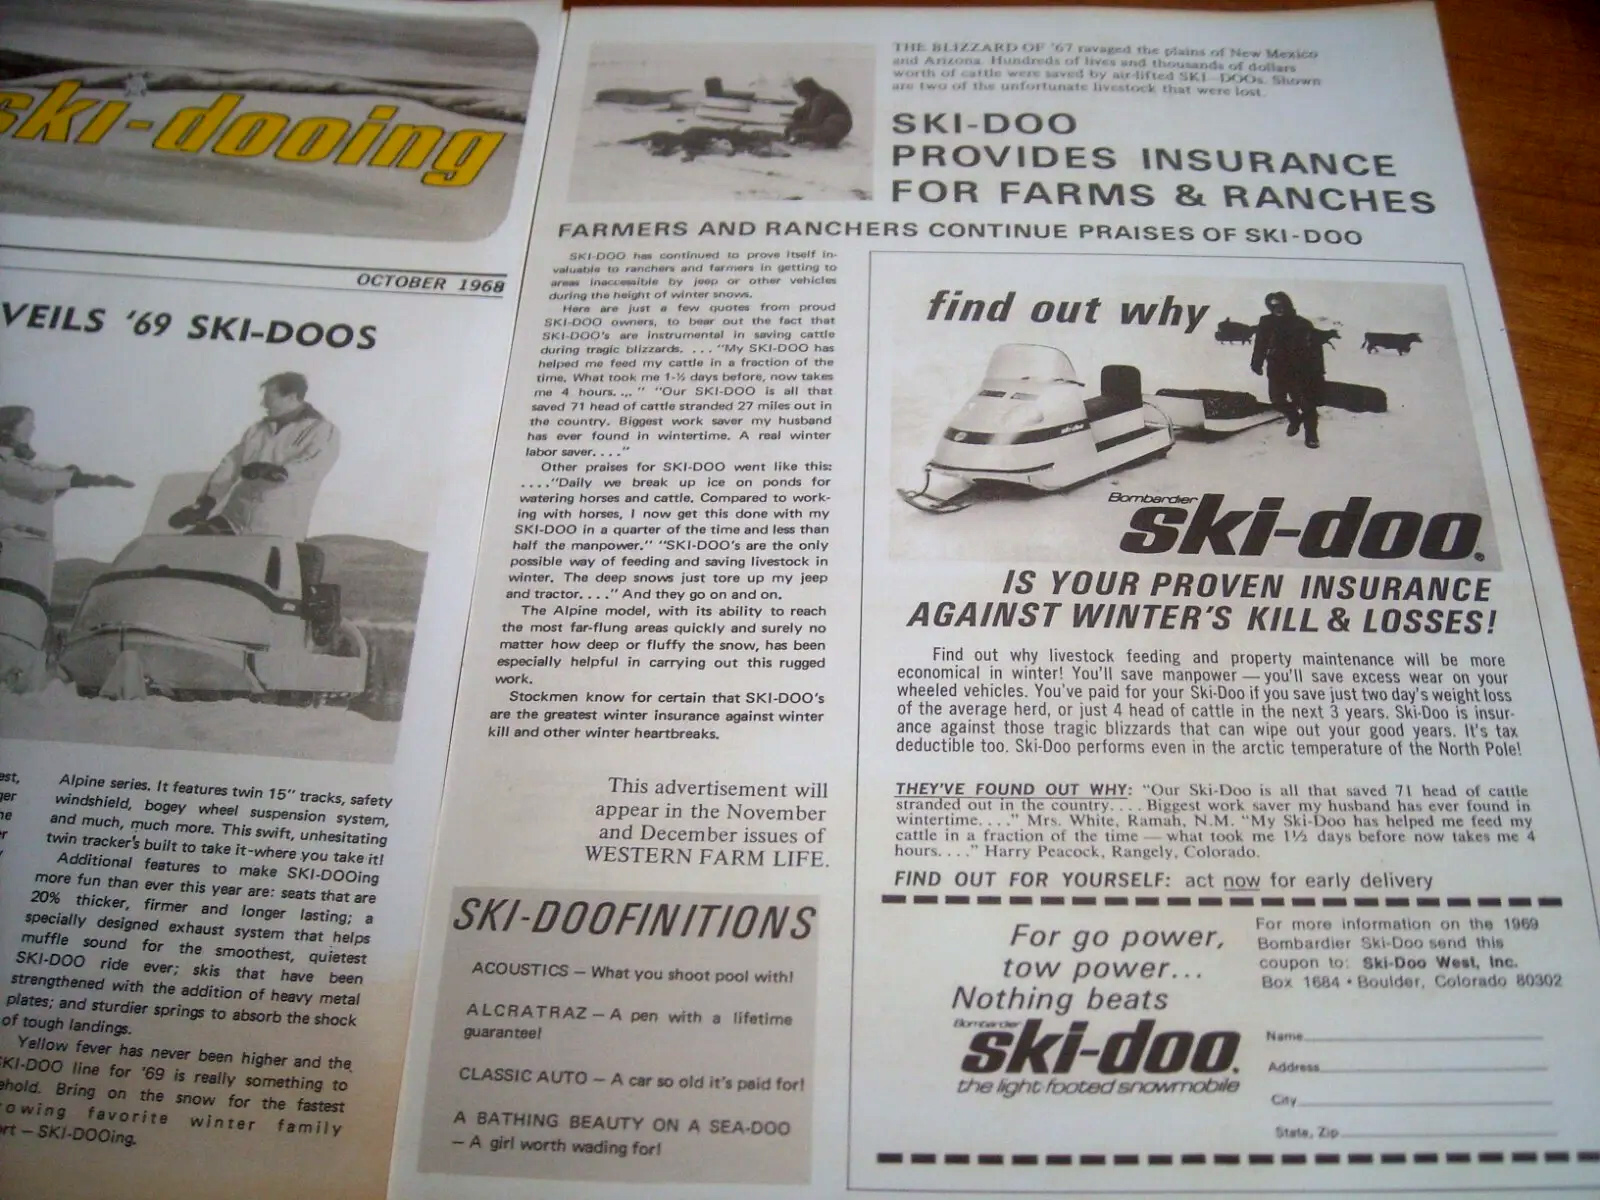 ski-dooing
OCTOBER 1968
VEILS '69 SKI-DOOS
Alpine series. It features twin 15" tracks, safety
windshield, bogey wheel suspension system,
and much, much more. This swift, unhesitating
twin tracker's built to take it-where you take it!
Additional features to make SKI-DOOing
more fun than ever this year are: seats that are
20% thicker, firmer and longer lasting; a
specially designed exhaust system that helps
muffle sound for the smoothest, quietest
SKI-DOO ride ever; skis that have been
strengthened with the addition of heavy metal
plates; and sturdier springs to absorb the shock
of tough landings.
Yellow fever has never been higher and the
SKI-DOO line for '69 is really something to
behold. Bring on the snow for the fastest
growing favorite winter family
sport — SKI-DOOing.
THE BLIZZARD OF '67 ravaged the plains of New Mexico
and Arizona. Hundreds of lives and thousands of dollars
worth of cattle were saved by air-lifted SKI-DOOs. Shown
are two of the unfortunate livestock that were lost.
SKI-DOO
PROVIDES INSURANCE
FOR FARMS & RANCHES
FARMERS AND RANCHERS CONTINUE PRAISES OF SKI-DOO
SKI-DOO has continued to prove itself in-
valuable to ranchers and farmers in getting to
areas inaccessible by jeep or other vehicles
during the height of winter snows.
Here are just a few quotes from proud
SKI-DOO owners, to bear out the fact that
SKI-DOO's are instrumental in saving cattle
during tragic blizzards. . . . "My SKI-DOO has
helped me feed my cattle in a fraction of the
time. What took me 1-½ days before, now takes
me 4 hours. . ." "Our SKI-DOO is all that
saved 71 head of cattle stranded 27 miles out in
the country. Biggest work saver my husband
has ever found in wintertime. A real winter
labor saver. . . ."
Other praises for SKI-DOO went like this:
. . . ."Daily we break up ice on ponds for
watering horses and cattle. Compared to work-
ing with horses, I now get this done with my
SKI-DOO in a quarter of the time and less than
half the manpower." "SKI-DOO's are the only
possible way of feeding and saving livestock in
winter. The deep snows just tore up my jeep
and tractor. . . ." And they go on and on.
The Alpine model, with its ability to reach
the most far-flung areas quickly and surely no
matter how deep or fluffy the snow, has been
especially helpful in carrying out this rugged
work.
Stockmen know for certain that SKI-DOO's
are the greatest winter insurance against winter
kill and other winter heartbreaks.
This advertisement will
appear in the November
and December issues of
WESTERN FARM LIFE.
SKI-DOOFINITIONS
ACOUSTICS — What you shoot pool with!
ALCRATRAZ — A pen with a lifetime
guarantee!
CLASSIC AUTO — A car so old it's paid for!
A BATHING BEAUTY ON A SEA-DOO
— A girl worth wading for!
find out why
ski-doo
Bombardier
ski-doo.
IS YOUR PROVEN INSURANCE
AGAINST WINTER'S KILL & LOSSES!
Find out why livestock feeding and property maintenance will be more
economical in winter! You'll save manpower — you'll save excess wear on your
wheeled vehicles. You've paid for your Ski-Doo if you save just two day's weight loss
of the average herd, or just 4 head of cattle in the next 3 years. Ski-Doo is insur-
ance against those tragic blizzards that can wipe out your good years. It's tax
deductible too. Ski-Doo performs even in the arctic temperature of the North Pole!
THEY'VE FOUND OUT WHY: "Our Ski-Doo is all that saved 71 head of cattle
stranded out in the country. . . . Biggest work saver my husband has ever found in
wintertime. . . ." Mrs. White, Ramah, N.M. "My Ski-Doo has helped me feed my
cattle in a fraction of the time — what took me 1½ days before now takes me 4
hours. . . ." Harry Peacock, Rangely, Colorado.
FIND OUT FOR YOURSELF: act now for early delivery
For go power,
tow power...
Nothing beats
Bombardier
ski-doo.
the light-footed snowmobile
For more information on the 1969
Bombardier Ski-Doo send this
coupon to: Ski-Doo West, Inc.
Box 1684 • Boulder, Colorado 80302
Name
Address
City
State, Zip